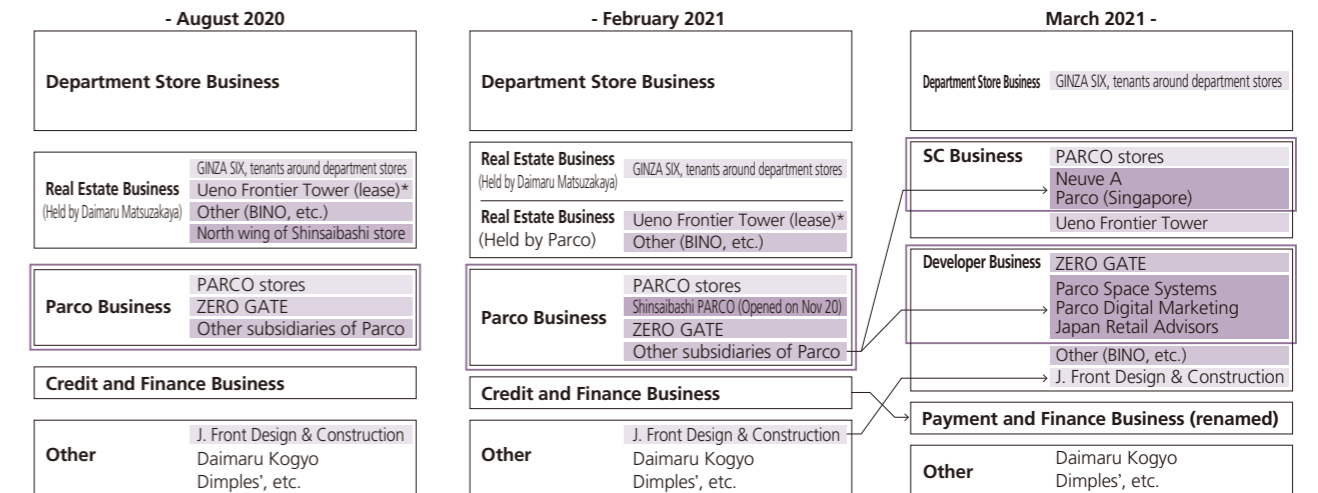 - August 2020
Department Store Business
Real Estate Business
(Held by Daimaru Matsuzakaya)
GINZA SIX, tenants around department stores
Ueno Frontier Tower (lease)*
Other (BINO, etc.)
North wing of Shinsaibashi store
Parco Business
PARCO stores
ZERO GATE
Other subsidiaries of Parco
Credit and Finance Business
Other
J. Front Design & Construction
Daimaru Kogyo
Dimples', etc.
- February 2021
Department Store Business
Real Estate Business
(Held by Daimaru Matsuzakaya)
GINZA SIX, tenants around department stores
Real Estate Business
(Held by Parco)
Ueno Frontier Tower (lease)*
Other (BINO, etc.)
Parco Business
PARCO stores
Shinsaibashi PARCO (Opened on Nov 20)
ZERO GATE
Other subsidiaries of Parco
Credit and Finance Business
Other
J. Front Design & Construction
Daimaru Kogyo
Dimples', etc.
March 2021 -
Department Store Business
GINZA SIX, tenants around department stores
SC Business
PARCO stores
Neuve A
Parco (Singapore)
Ueno Frontier Tower
Developer Business
ZERO GATE
Parco Space Systems
Parco Digital Marketing
Japan Retail Advisors
Other (BINO, etc.)
J. Front Design & Construction
Payment and Finance Business (renamed)
Other
Daimaru Kogyo
Dimples', etc.